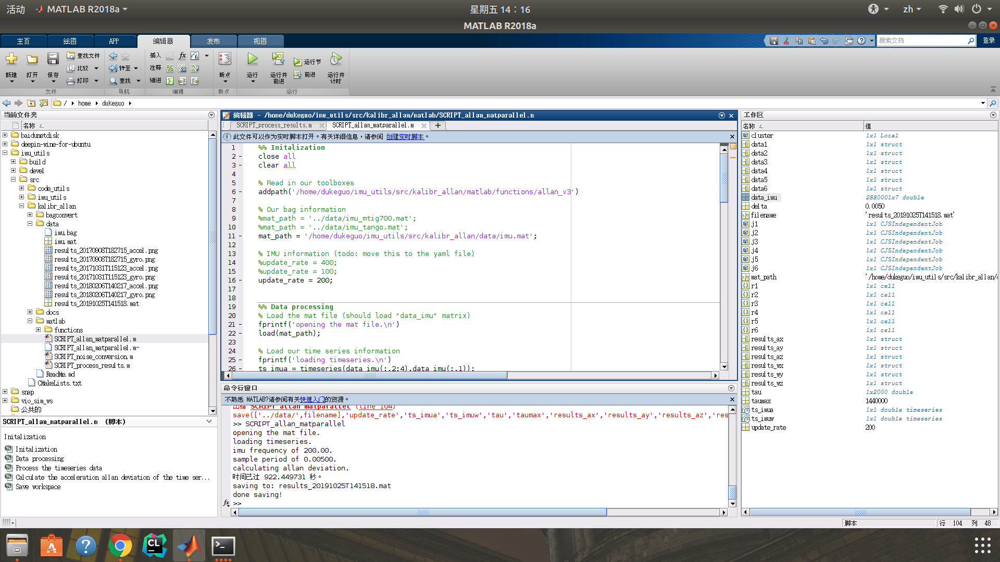 活动
MATLAB R2018a
星期五 14：16
zh
MATLAB R2018a
主页
绘图
APP
编辑器
发布
视图
搜索文档
登录
新建
打开
保存
查找文件
比较
打印
转至
查找
插入
注释
缩进
断点
运行
运行并
前进
运行节
前进
运行并
计时
文件
导航
编辑
断点
运行
/ home dukeguo
当前文件夹
名称
baidunetdisk
deepin-wine-for-ubuntu
imu_utils
build
devel
src
code_utils
imu_utils
kalibr_allan
bagconvert
data
imu.bag
imu.mat
results_20170908T182715_accel.png
results_20170908T182715_gyro.png
results_20171031T115123_accel.png
results_20171031T115123_gyro.png
results_20180206T140217_accel.png
results_20180206T140217_gyro.png
results_20191025T141518.mat
docs
matlab
functions
SCRIPT_allan_matparallel.m
SCRIPT_allan_matparallel.m~
SCRIPT_noise_conversion.m
SCRIPT_process_results.m
ReadMe.md
CMakeLists.txt
snap
vio_sim_ws
公共的
SCRIPT_allan_matparallel.m (脚本)
Initalization
Initalization
Data processing
Process the timeseries data
Calculate the acceleration allan deviation of the time ser...
Save workspace
编辑器 - /home/dukeguo/imu_utils/src/kalibr_allan/matlab/SCRIPT_allan_matparallel.m
SCRIPT_process_results.m
SCRIPT_allan_matparallel.m
此文件可以作为实时脚本打开。有关详细信息，请参阅 创建实时脚本。
1 %% Initalization
2 - close all
3 - clear all
4
5 % Read in our toolboxes
6 - addpath('/home/dukeguo/imu_utils/src/kalibr_allan/matlab/functions/allan_v3')
7
8 % Our bag information
9 %mat_path = '../data/imu_mtig700.mat';
10 %mat_path = '../data/imu_tango.mat';
11 - mat_path = '/home/dukeguo/imu_utils/src/kalibr_allan/data/imu.mat';
12
13 % IMU information (todo: move this to the yaml file)
14 %update_rate = 400;
15 %update_rate = 100;
16 - update_rate = 200;
17
18
19 %% Data processing
20 % Load the mat file (should load "data_imu" matrix)
21 - fprintf('opening the mat file.\n')
22 - load(mat_path);
23
24 % Load our time series information
25 - fprintf('loading timeseries.\n')
26 - ts_imua = timeseries(data_imu(:,2:4),data_imu(:,1));
命令行窗口
不熟悉 MATLAB?请参阅有关快速入门的资源。
出错 SCRIPT_allan_matparallel (line 104)
save(['../data/',filename],'update_rate','ts_imua','ts_imuw','tau','taumax','results_ax','results_ay','results_az','res
>> SCRIPT_allan_matparallel
opening the mat file.
loading timeseries.
imu frequency of 200.00.
sample period of 0.00500.
calculating allan deviation.
时间已过 922.449731 秒。
saving to: results_20191025T141518.mat
done saving!
fx >>
工作区
名称 值
cluster 1x1 Local
data1 1x1 struct
data2 1x1 struct
data3 1x1 struct
data4 1x1 struct
data5 1x1 struct
data6 1x1 struct
data_imu 2880001x7 double
delta 0.0050
filename 'results_20191025T141518.mat'
j1 1x1 CJSIndependentJob
j2 1x1 CJSIndependentJob
j3 1x1 CJSIndependentJob
j4 1x1 CJSIndependentJob
j5 1x1 CJSIndependentJob
j6 1x1 CJSIndependentJob
mat_path '/home/dukeguo/imu_utils/src/kalibr_allan/
r1 1x1 cell
r2 1x1 cell
r3 1x1 cell
r4 1x1 cell
r5 1x1 cell
r6 1x1 cell
results_ax 1x1 struct
results_ay 1x1 struct
results_az 1x1 struct
results_wx 1x1 struct
results_wy 1x1 struct
results_wz 1x1 struct
tau 1x2000 double
taumax 1440000
ts_imua 1x1 double timeseries
ts_imuw 1x1 double timeseries
update_rate 200
脚本
行 104 列 48
CL